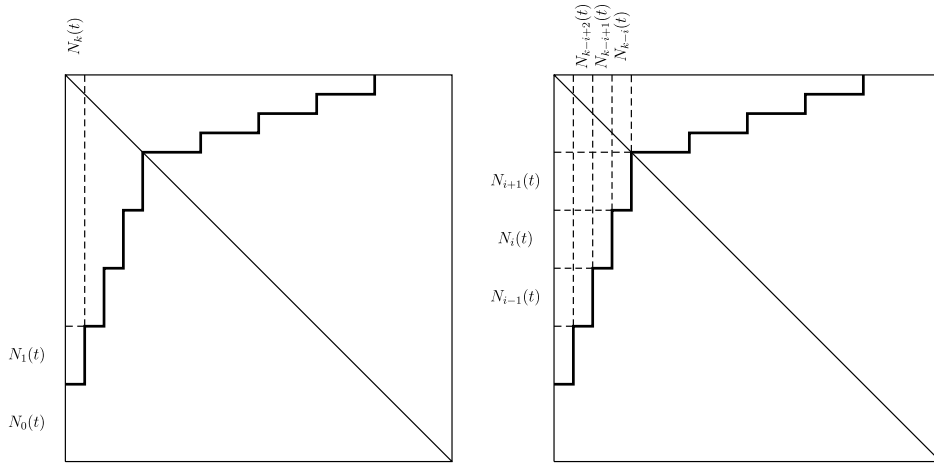 N_k(t)
N_1(t)
N_0(t)
N_{k-i+2}(t)
N_{k-i+1}(t)
N_{k-i}(t)
N_{i+1}(t)
N_i(t)
N_{i-1}(t)